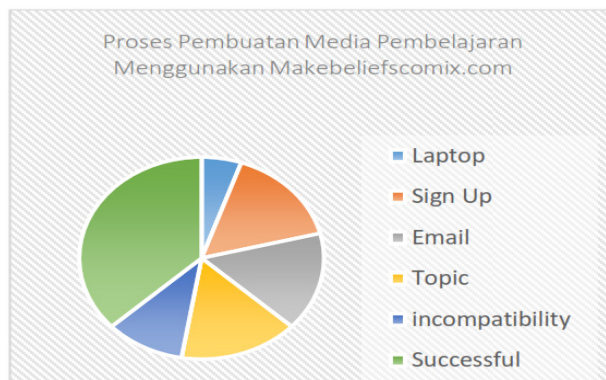 Proses Pembuatan Media Pembelajaran
Menggunakan Makebeliefscomix.com
Laptop
Sign Up
Email
Topic
incompatibility
Successful